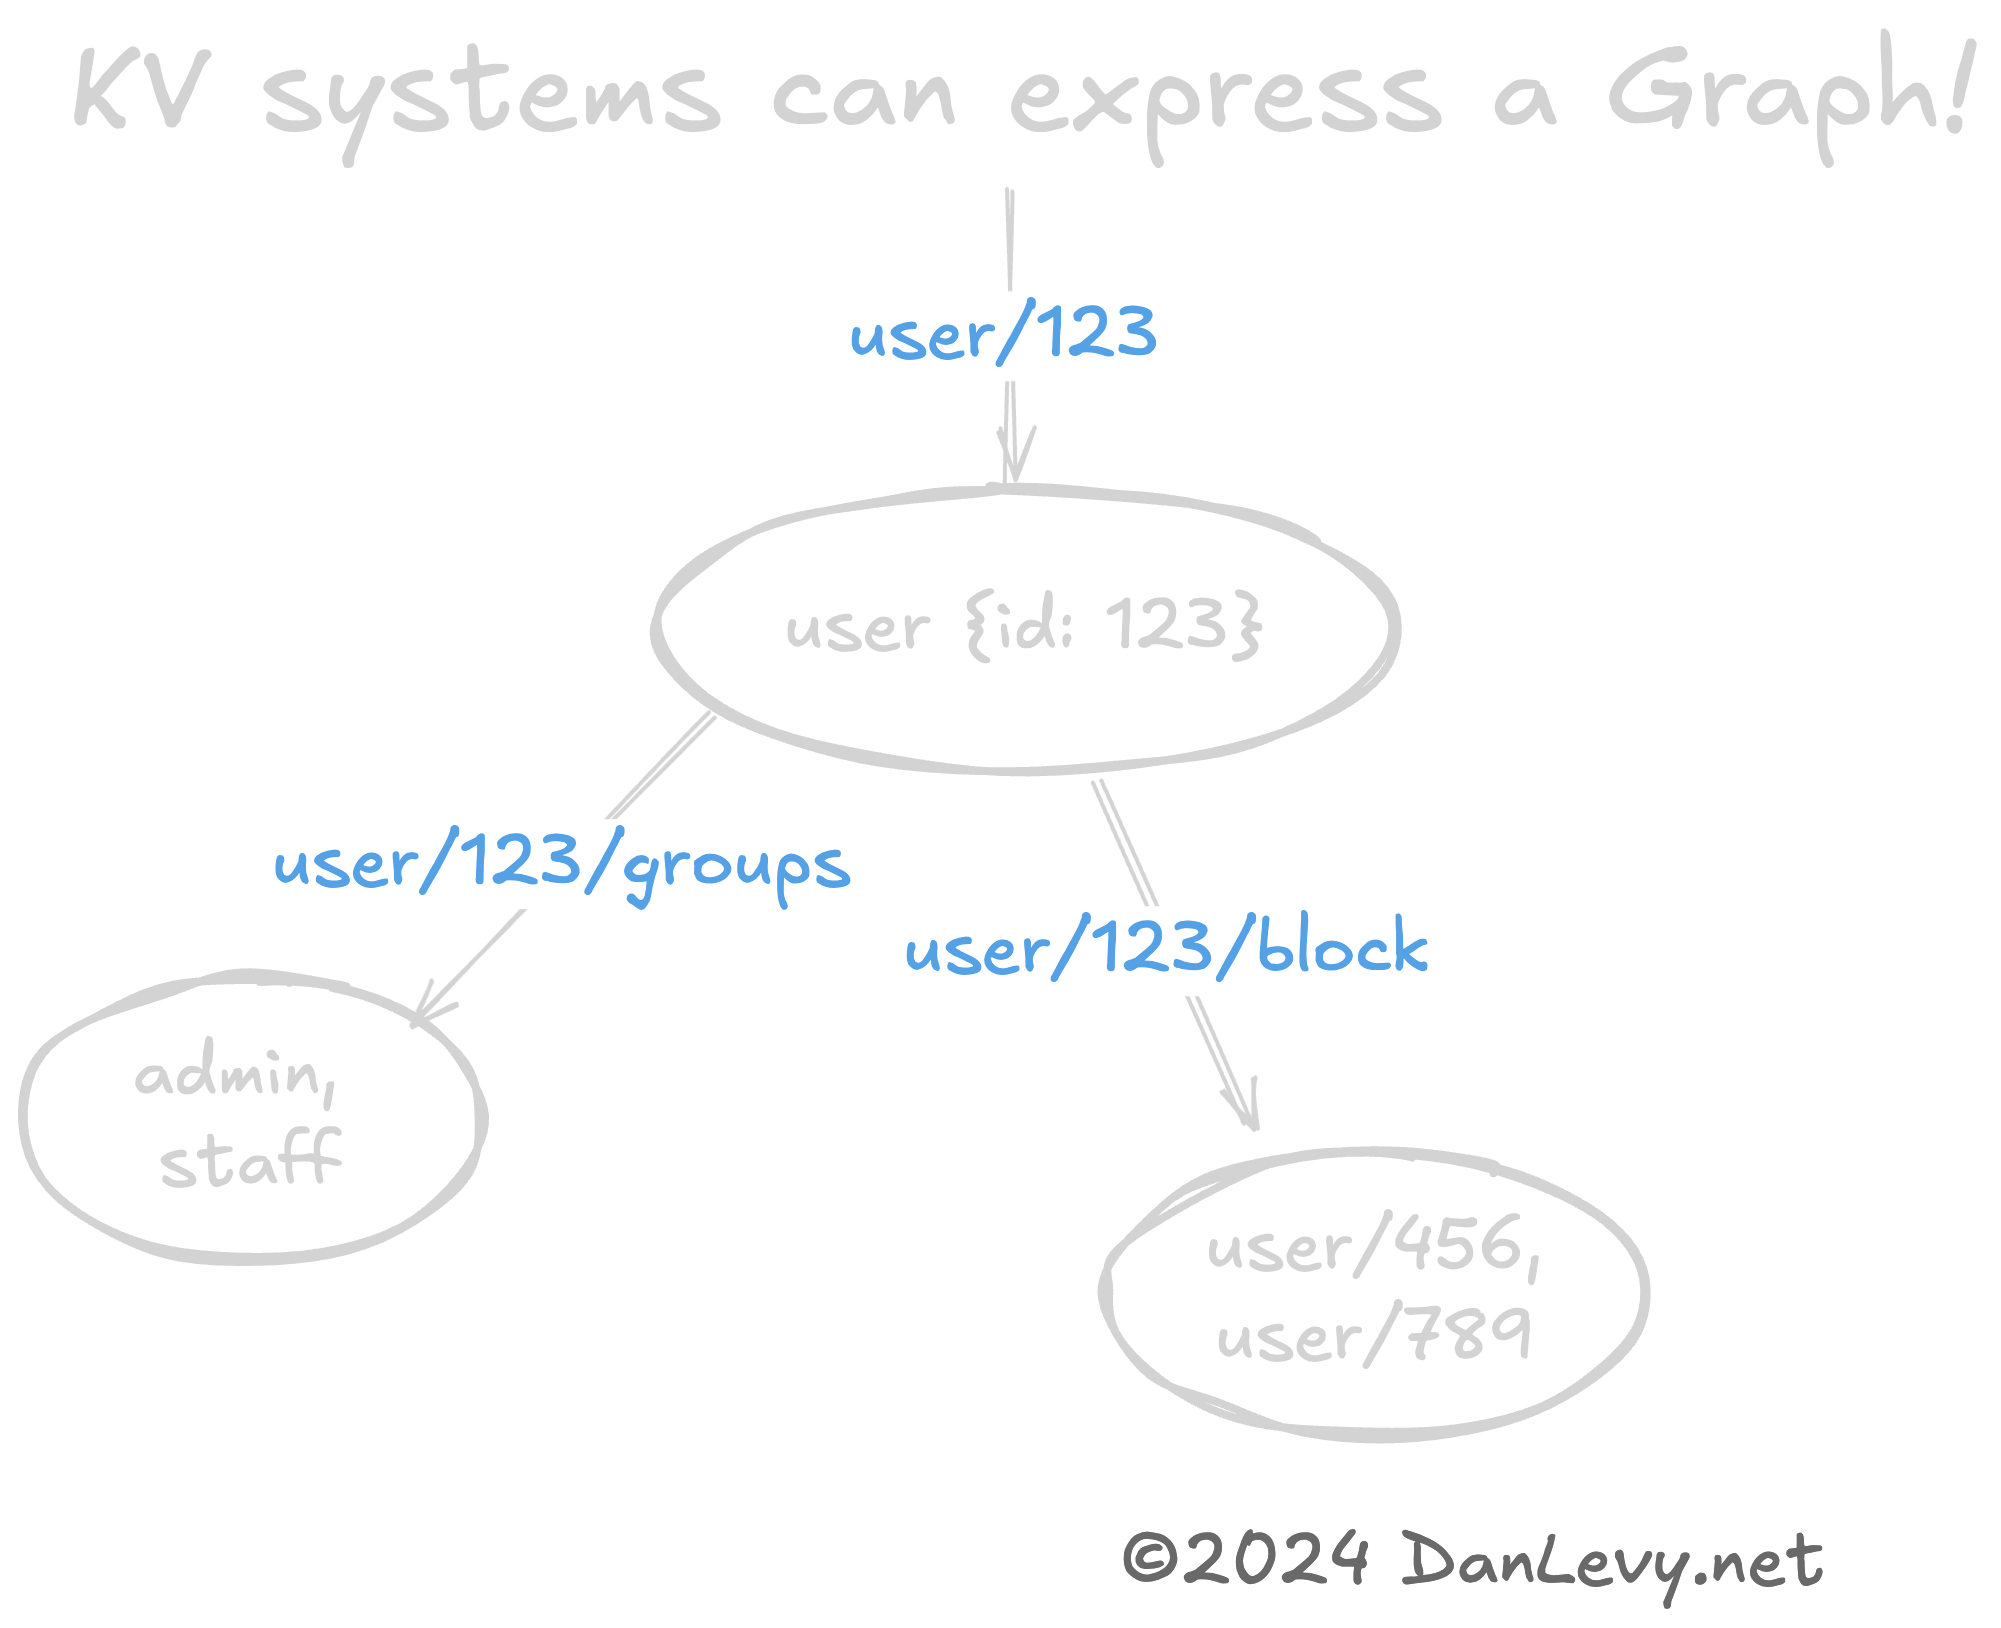 KV systems can express a Graph!
user/123
user {id: 123}
user/123/groups
user/123/block
admin,
staff
user/456,
user/789
©2024 DanLevy.net